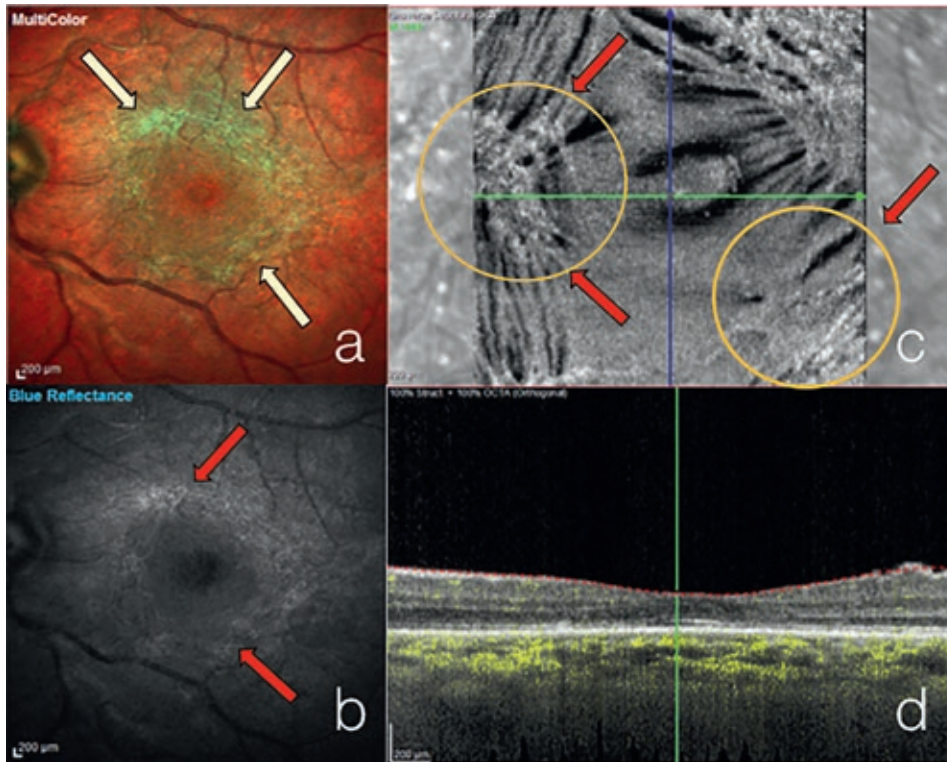 MultiColor
a
200 µm
c
Blue Reflectance
b
200 µm
100% Struct + 100% OCTA (Orthogonal)
d
200 µm